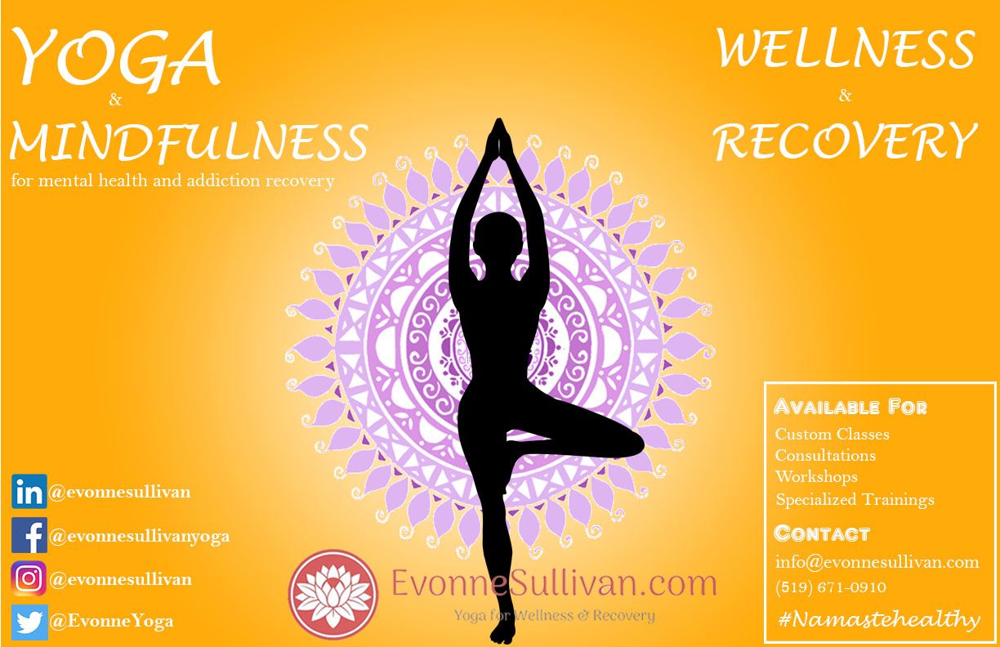 YOGA
&
MINDFULNESS
for mental health and addiction recovery
WELLNESS
&
RECOVERY
in @evonnesullivan
f @evonnesullivanyoga
@evonnesullivan
@EvonneYoga
EvonneSullivan.com
Yoga for Wellness & Recovery
Available For
Custom Classes
Consultations
Workshops
Specialized Trainings
Contact
info@evonnesullivan.com
(519) 671-0910
#Namastehealthy